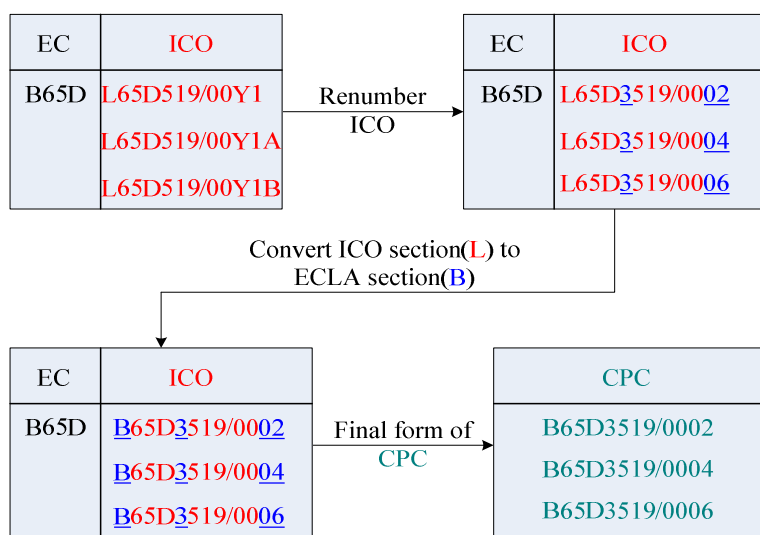 EC ICO
B65D L65D519/00Y1
L65D519/00Y1A
L65D519/00Y1B
Renumber
ICO
EC ICO
B65D L65D3519/0002
L65D3519/0004
L65D3519/0006
Convert ICO section(L) to
ECLA section(B)
EC ICO
B65D B65D3519/0002
B65D3519/0004
B65D3519/0006
Final form of
CPC
CPC
B65D3519/0002
B65D3519/0004
B65D3519/0006